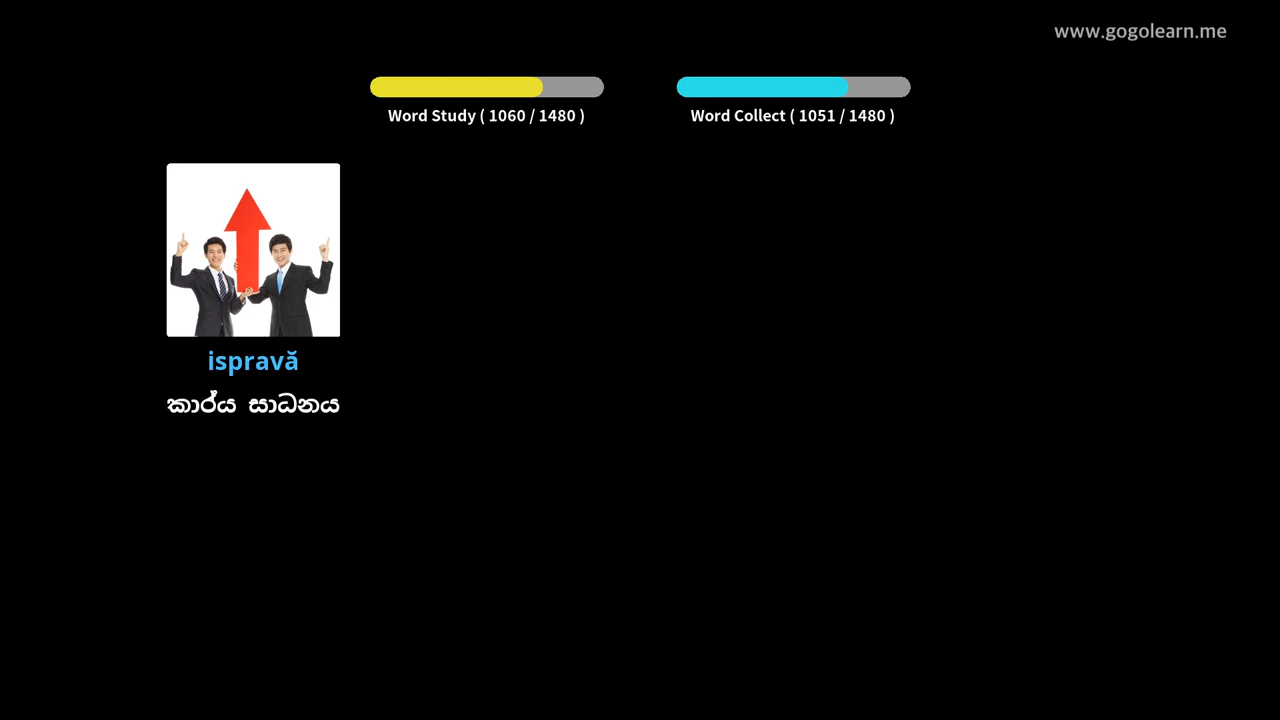 www.gogolearn.me
Word Study ( 1060 / 1480 )
Word Collect ( 1051 / 1480 )
ispravă
කාර්ය සාධනය